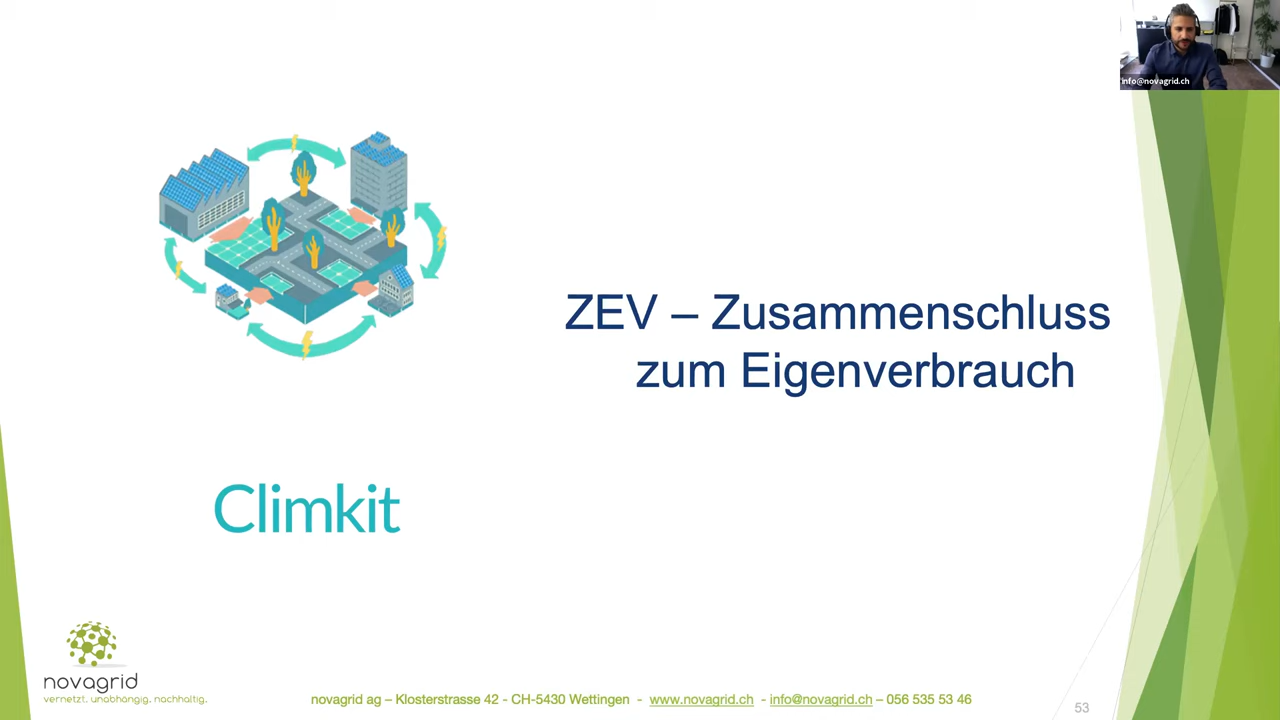 info@novagrid.ch
ZEV – Zusammenschluss
zum Eigenverbrauch
Climkit
novagrid
vernetzt. unabhängig. nachhaltig.
novagrid ag – Klosterstrasse 42 - CH-5430 Wettingen - www.novagrid.ch - info@novagrid.ch – 056 535 53 46
53